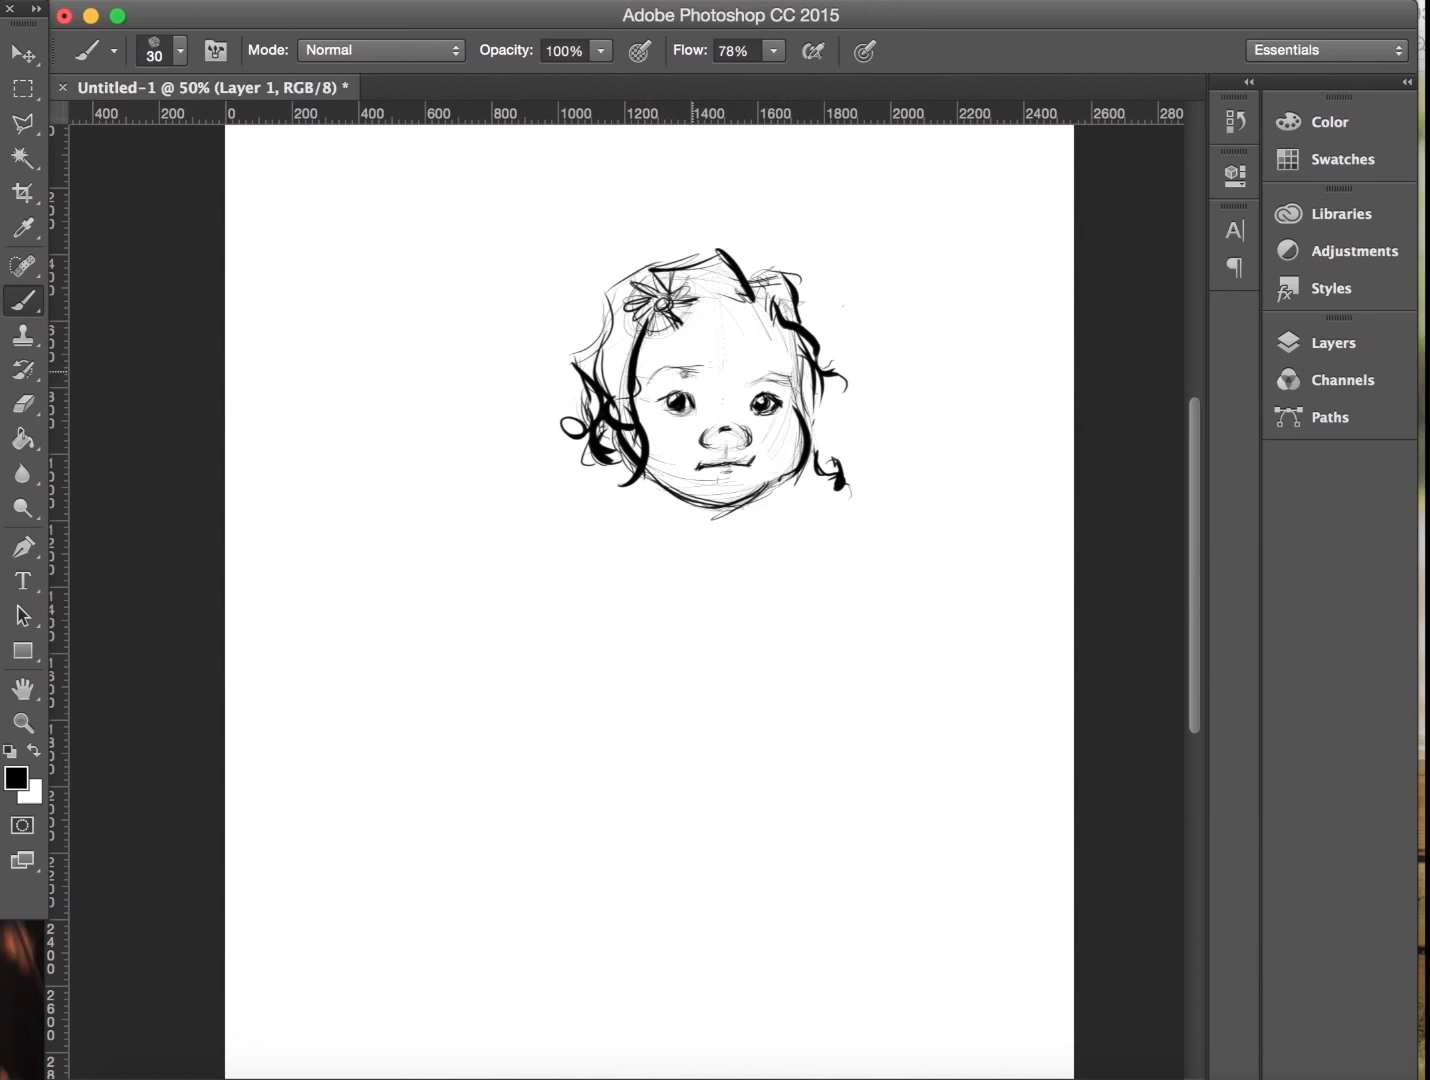 Adobe Photoshop CC 2015
30 Mode: Normal Opacity: 100% Flow: 78% Essentials
Untitled-1 @ 50% (Layer 1, RGB/8) *
400 200 0 200 400 600 800 1000 1200 1400 1600 1800 2000 2200 2400 2600 280
Color
Swatches
Libraries
Adjustments
Styles
Layers
Channels
Paths
A
T